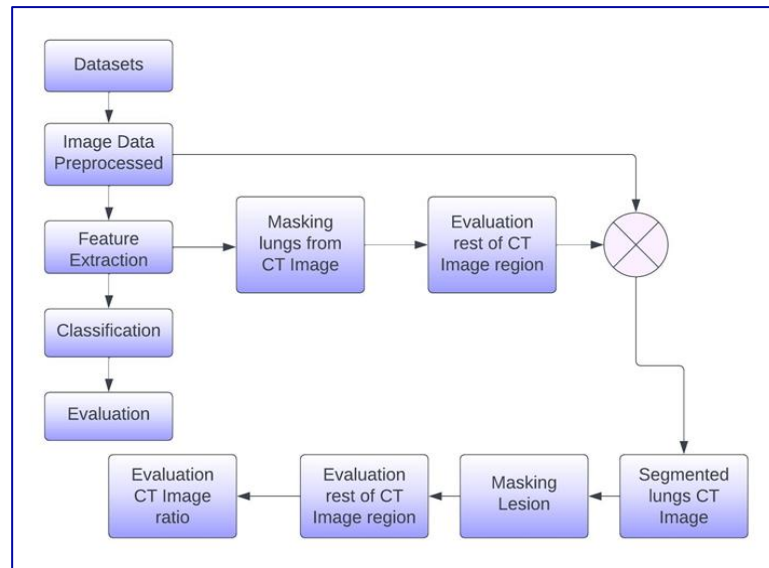 Datasets
Image Data
Preprocessed
Feature
Extraction
Masking
lungs from
CT Image
Evaluation
rest of CT
Image region
Classification
Evaluation
Evaluation
CT Image
ratio
Evaluation
rest of CT
Image region
Masking
Lesion
Segmented
lungs CT
Image